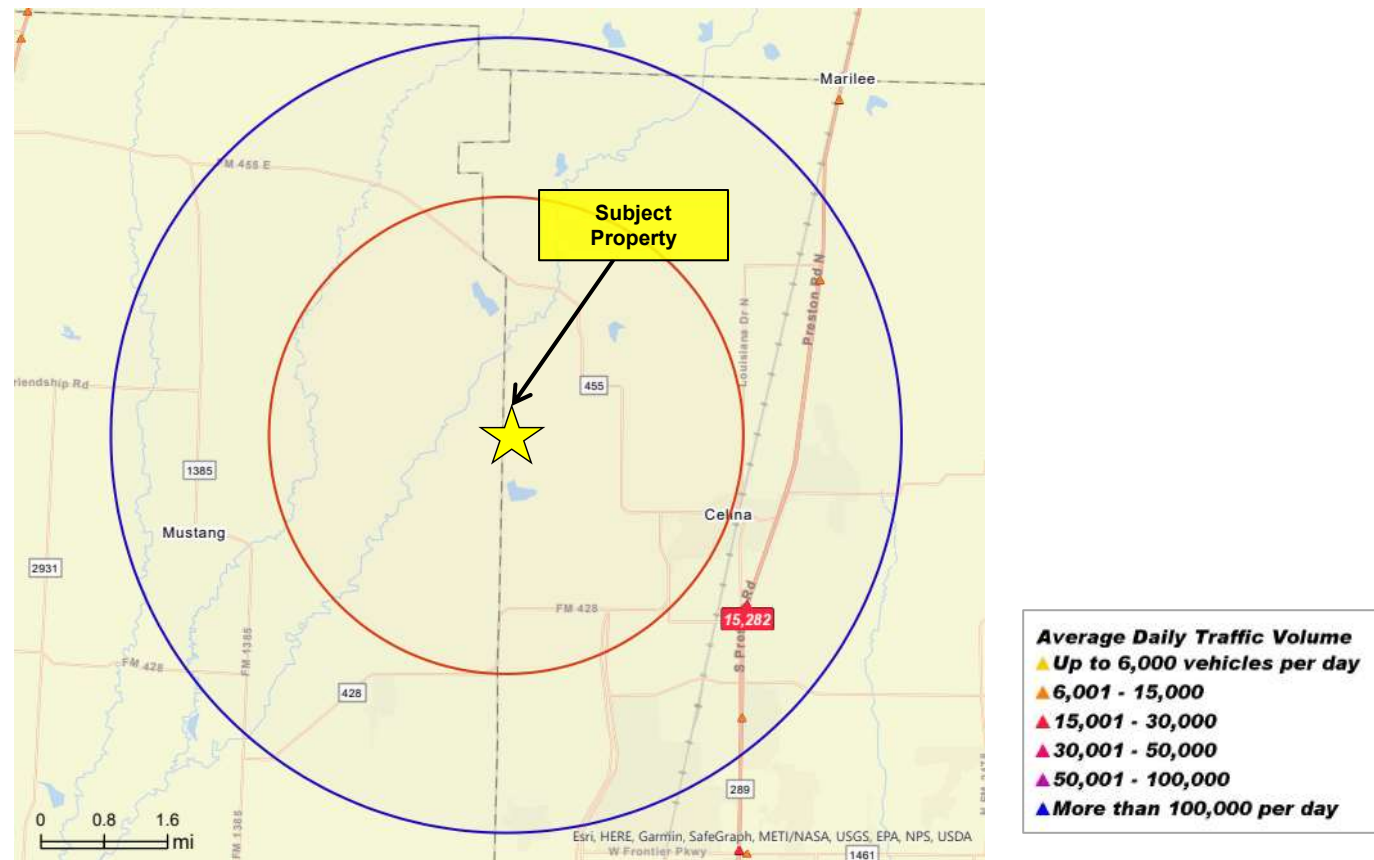 Marilee
FM 455 E
Subject
Property
Preston Rd N
Louisiana Dr N
455
riendship Rd
1385
Celina
Mustang
2931
FM 428
15,282
S Preston Rd
FM 1385
FM 428
428
289
0 0.8 1.6
mi
FM 1385
Esri, HERE, Garmin, SafeGraph, METI/NASA, USGS, EPA, NPS, USDA
W Frontier Pkwy
1461
Average Daily Traffic Volume
Up to 6,000 vehicles per day
6,001 - 15,000
15,001 - 30,000
30,001 - 50,000
50,001 - 100,000
More than 100,000 per day